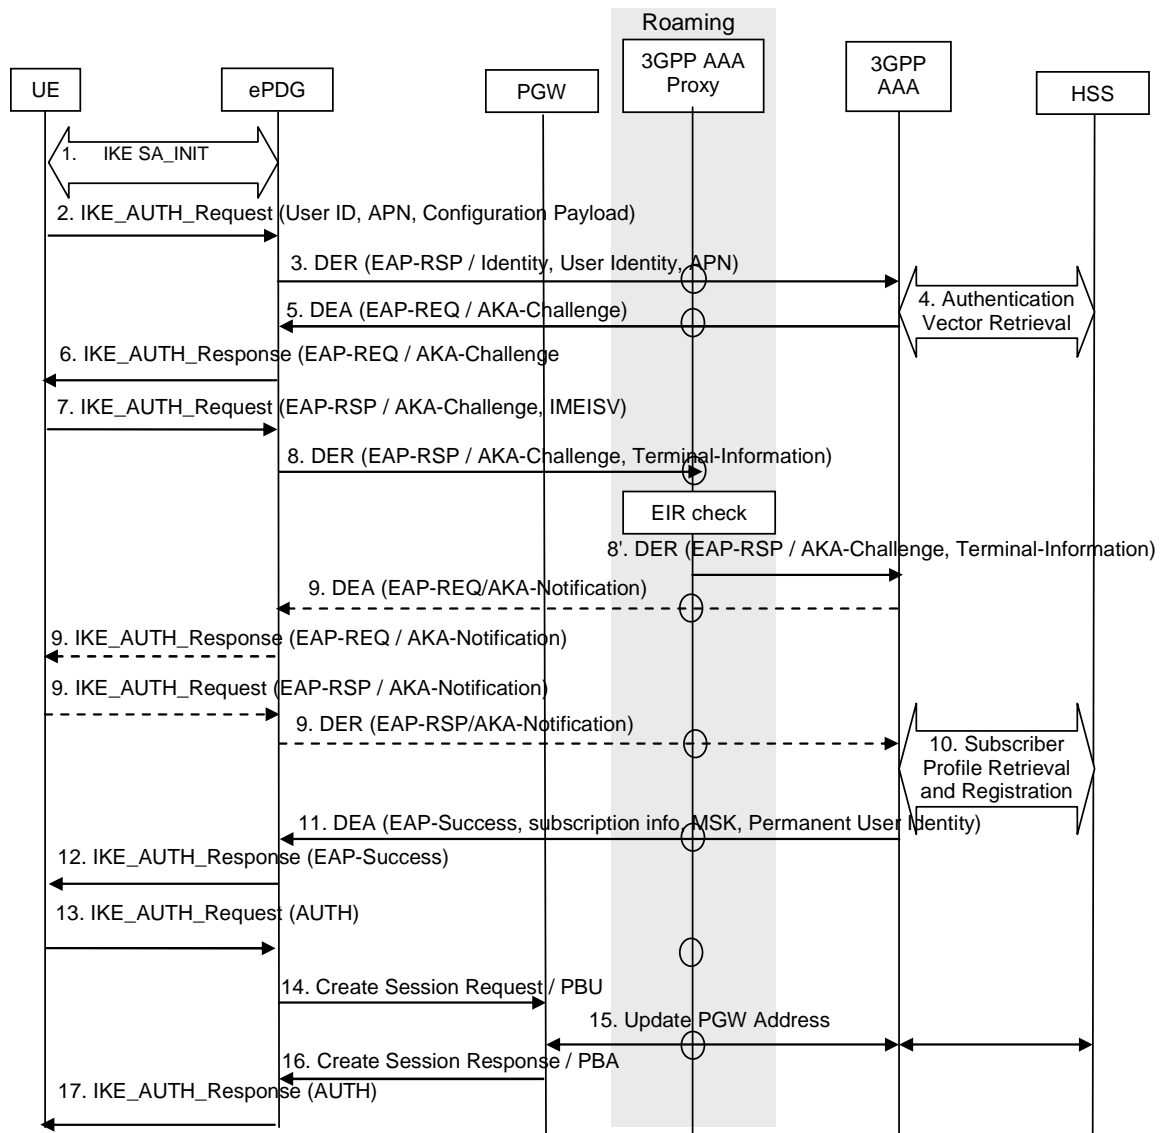 Roaming
UE
ePDG
PGW
3GPP AAA
Proxy
3GPP
AAA
HSS
1. IKE SA_INIT
2. IKE_AUTH_Request (User ID, APN, Configuration Payload)
3. DER (EAP-RSP / Identity, User Identity, APN)
4. Authentication
Vector Retrieval
5. DEA (EAP-REQ / AKA-Challenge)
6. IKE_AUTH_Response (EAP-REQ / AKA-Challenge
7. IKE_AUTH_Request (EAP-RSP / AKA-Challenge, IMEISV)
8. DER (EAP-RSP / AKA-Challenge, Terminal-Information)
EIR check
8'. DER (EAP-RSP / AKA-Challenge, Terminal-Information)
9. DEA (EAP-REQ/AKA-Notification)
9. IKE_AUTH_Response (EAP-REQ / AKA-Notification)
9. IKE_AUTH_Request (EAP-RSP / AKA-Notification)
9. DER (EAP-RSP/AKA-Notification)
10. Subscriber
Profile Retrieval
and Registration
11. DEA (EAP-Success, subscription info, MSK, Permanent User Identity)
12. IKE_AUTH_Response (EAP-Success)
13. IKE_AUTH_Request (AUTH)
14. Create Session Request / PBU
15. Update PGW Address
16. Create Session Response / PBA
17. IKE_AUTH_Response (AUTH)